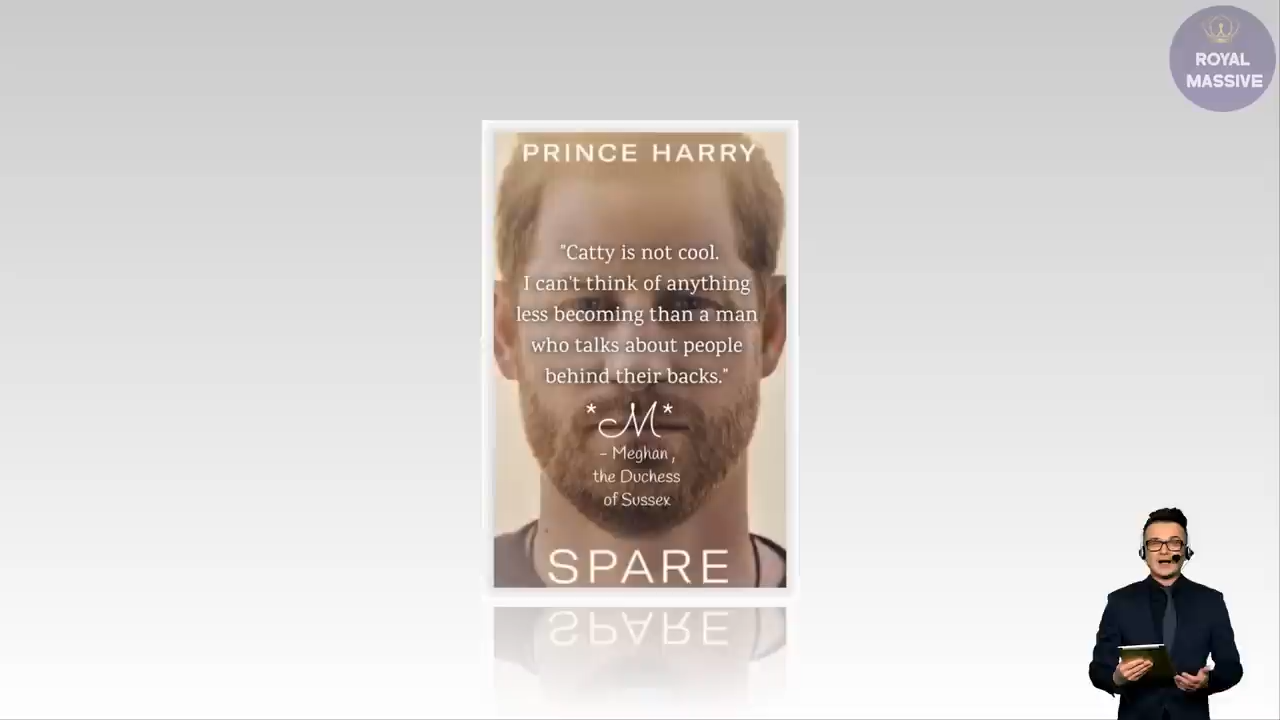 ROYAL
MASSIVE
PRINCE HARRY
"Catty is not cool.
I can't think of anything
less becoming than a man
who talks about people
behind their backs."
*M*
– Meghan ,
the Duchess
of Sussex
SPARE
SPARE